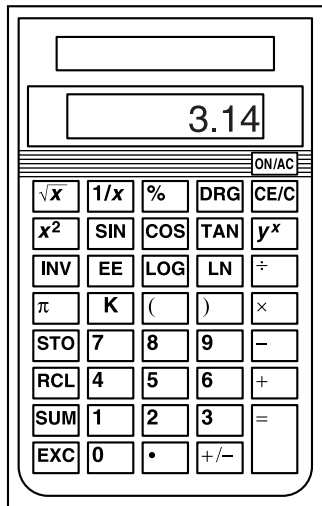 3.14
ON/AC
√x 1/x % DRG CE/C
x² SIN COS TAN yˣ
INV EE LOG LN ÷
π K ( ) ×
STO 7 8 9 −
RCL 4 5 6 +
SUM 1 2 3 =
EXC 0 • +/−